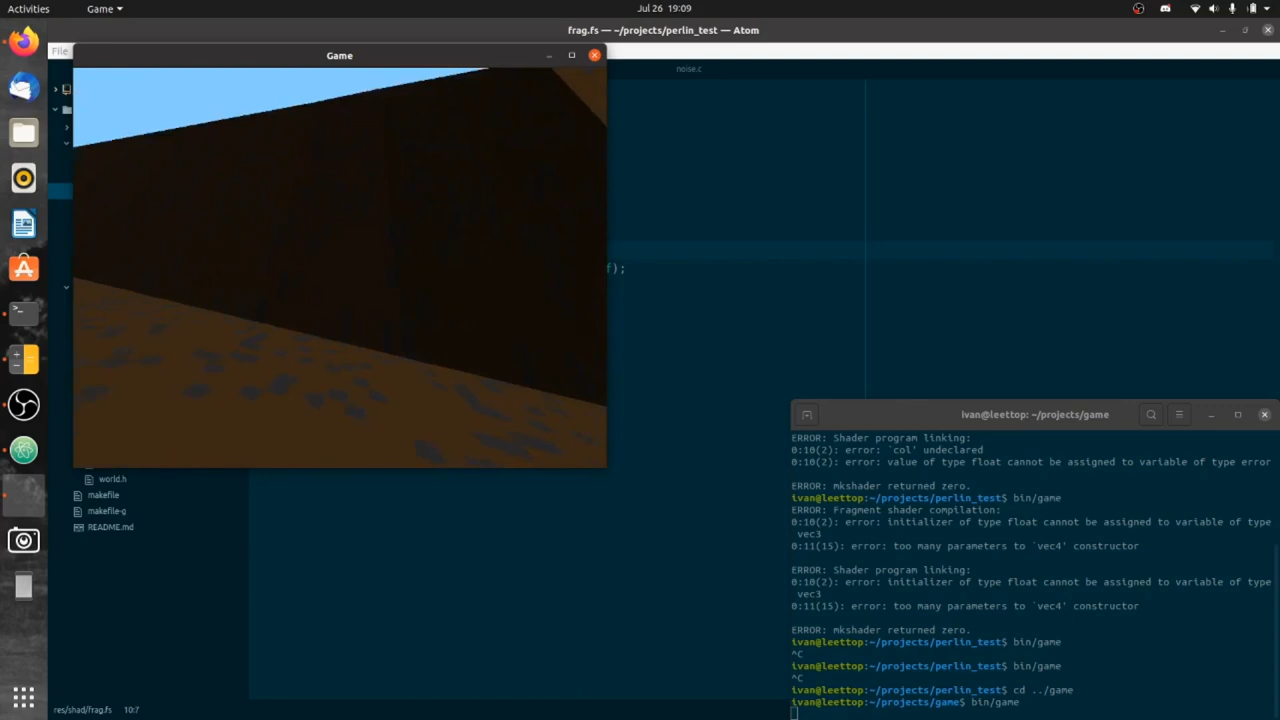 Activities
Game
Jul 26 19:09
frag.fs — ~/projects/perlin_test — Atom
File
Game
noise.c
f);
world.h
makefile
makefile-g
README.md
res/shad/frag.fs 10:7
ivan@leettop: ~/projects/game
ERROR: Shader program linking:
0:10(2): error: `col' undeclared
0:10(2): error: value of type float cannot be assigned to variable of type error
ERROR: mkshader returned zero.
ivan@leettop:~/projects/perlin_test$ bin/game
ERROR: Fragment shader compilation:
0:10(2): error: initializer of type float cannot be assigned to variable of type
vec3
0:11(15): error: too many parameters to `vec4' constructor
ERROR: Shader program linking:
0:10(2): error: initializer of type float cannot be assigned to variable of type
vec3
0:11(15): error: too many parameters to `vec4' constructor
ERROR: mkshader returned zero.
ivan@leettop:~/projects/perlin_test$ bin/game
^C
ivan@leettop:~/projects/perlin_test$ bin/game
^C
ivan@leettop:~/projects/perlin_test$ cd ../game
ivan@leettop:~/projects/game$ bin/game